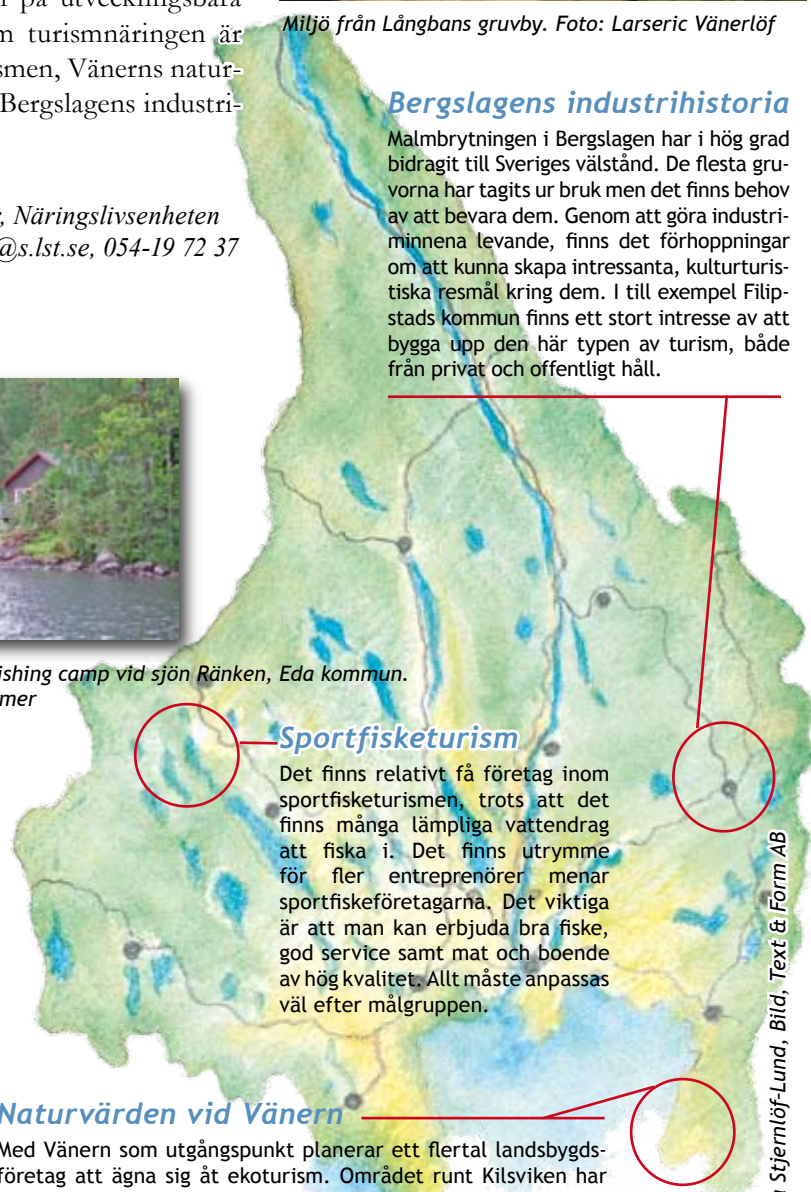 på utvecklingsbara
turismnäringen är
Vänerns natur-
Bergslagens industri-
Näringslivsenheten
@s.lst.se, 054-19 72 37
Miljö från Långbans gruvby. Foto: Larseric Vänerlöf
Bergslagens industrihistoria
Malmbrytningen i Bergslagen har i hög grad
bidragit till Sveriges välstånd. De flesta gru-
vorna har tagits ur bruk men det finns behov
av att bevara dem. Genom att göra industri-
minnena levande, finns det förhoppningar
om att kunna skapa intressanta, kulturturis-
tiska resmål kring dem. I till exempel Filip-
stads kommun finns ett stort intresse av att
bygga upp den här typen av turism, både
från privat och offentligt håll.
camp vid sjön Ränken, Eda kommun.
Sportfisketurism
Det finns relativt få företag inom
sportfisketurismen, trots att det
finns många lämpliga vattendrag
att fiska i. Det finns utrymme
för fler entreprenörer menar
sportfiskeföretagarna. Det viktiga
är att man kan erbjuda bra fiske,
god service samt mat och boende
av hög kvalitet. Allt måste anpassas
väl efter målgruppen.
Naturvärden vid Vänern
Med Vänern som utgångspunkt planerar ett flertal landsbygds-
företag att ägna sig åt ekoturism. Området runt Kilsviken har
Stjernlöf-Lund, Bild, Text & Form AB